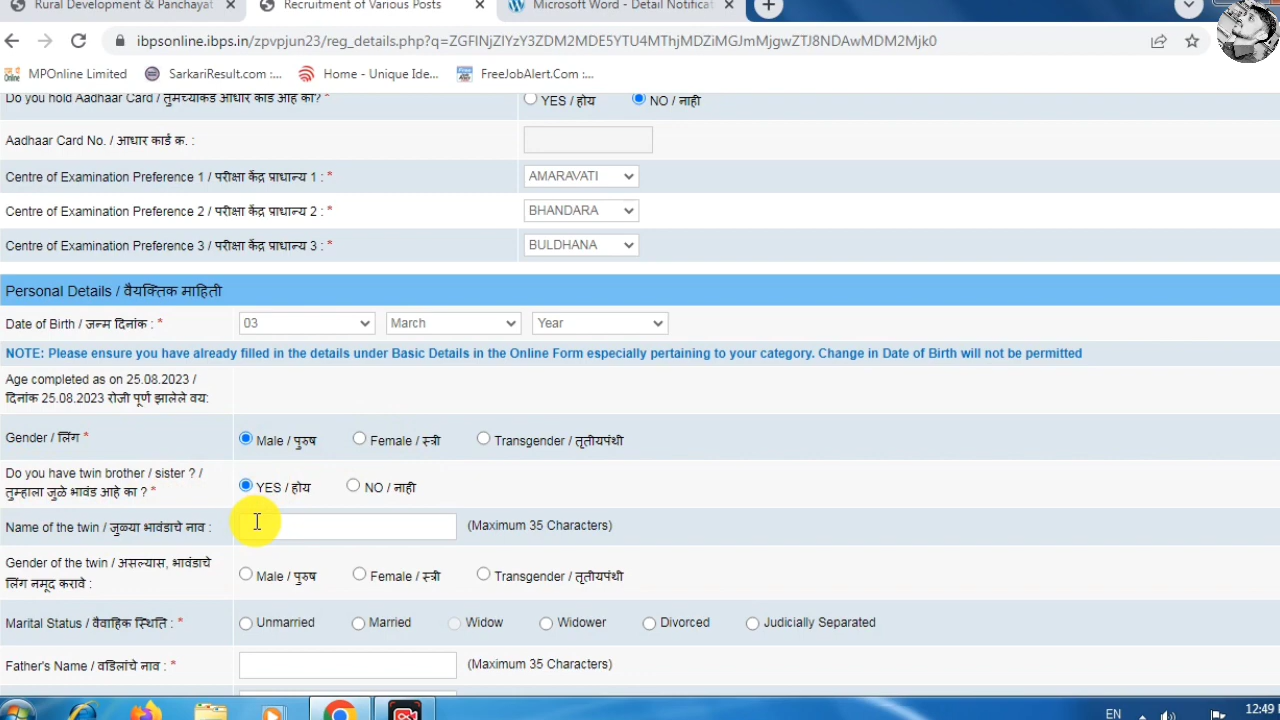 Rural Development & Panchayat
Recruitment of Various Posts
Microsoft Word - Detail Notificat
ibpsonline.ibps.in/zpvpjun23/reg_details.php?q=ZGFlNjZlYzY3ZDM2MDE5YTU4MThjMDZiMGJmMjgwZTJ8NDAwMDM2Mjk0
MPOnline Limited
SarkariResult.com :...
Home - Unique Ide...
FreeJobAlert.Com :...
Do you hold Aadhaar Card / तुमच्याकडे आधार कार्ड आहे का? *
YES / होय
NO / नाही
Aadhaar Card No. / आधार कार्ड क्र. :
Centre of Examination Preference 1 / परीक्षा केंद्र प्राधान्य 1 : *
AMARAVATI
Centre of Examination Preference 2 / परीक्षा केंद्र प्राधान्य 2 : *
BHANDARA
Centre of Examination Preference 3 / परीक्षा केंद्र प्राधान्य 3 : *
BULDHANA
Personal Details / वैयक्तिक माहिती
Date of Birth / जन्म दिनांक : *
03
March
Year
NOTE: Please ensure you have already filled in the details under Basic Details in the Online Form especially pertaining to your category. Change in Date of Birth will not be permitted
Age completed as on 25.08.2023 /
दिनांक 25.08.2023 रोजी पूर्ण झालेले वय:
Gender / लिंग *
Male / पुरुष
Female / स्त्री
Transgender / तृतीयपंथी
Do you have twin brother / sister ? /
तुम्हाला जुळे भावंड आहे का ? *
YES / होय
NO / नाही
Name of the twin / जुळ्या भावंडाचे नाव :
(Maximum 35 Characters)
Gender of the twin / असल्यास, भावंडाचे
लिंग नमूद करावे :
Male / पुरुष
Female / स्त्री
Transgender / तृतीयपंथी
Marital Status / वैवाहिक स्थिति : *
Unmarried
Married
Widow
Widower
Divorced
Judicially Separated
Father's Name / वडिलांचे नाव : *
(Maximum 35 Characters)
EN
12:49